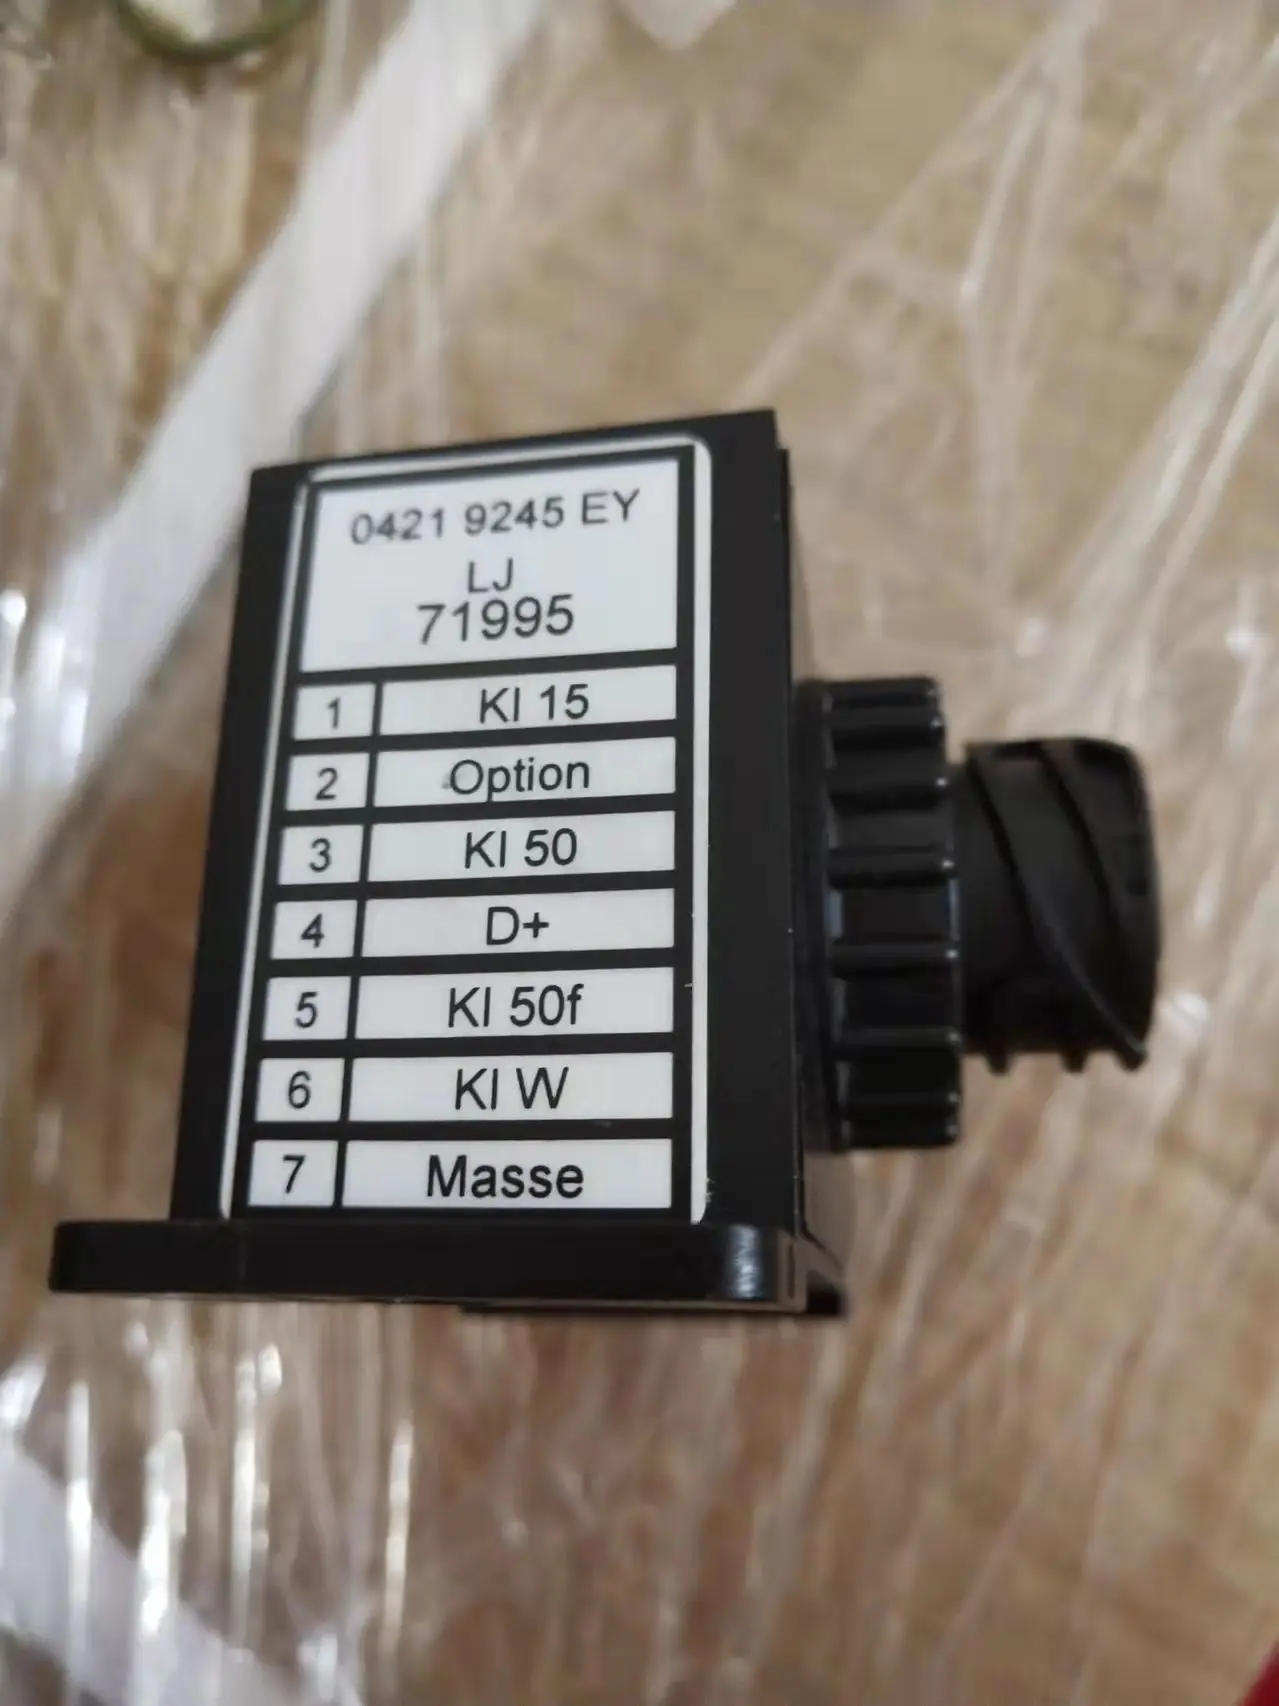 0421 9245 EY
LJ
71995
1 Kl 15
2 Option
3 Kl 50
4 D+
5 Kl 50f
6 Kl W
7 Masse